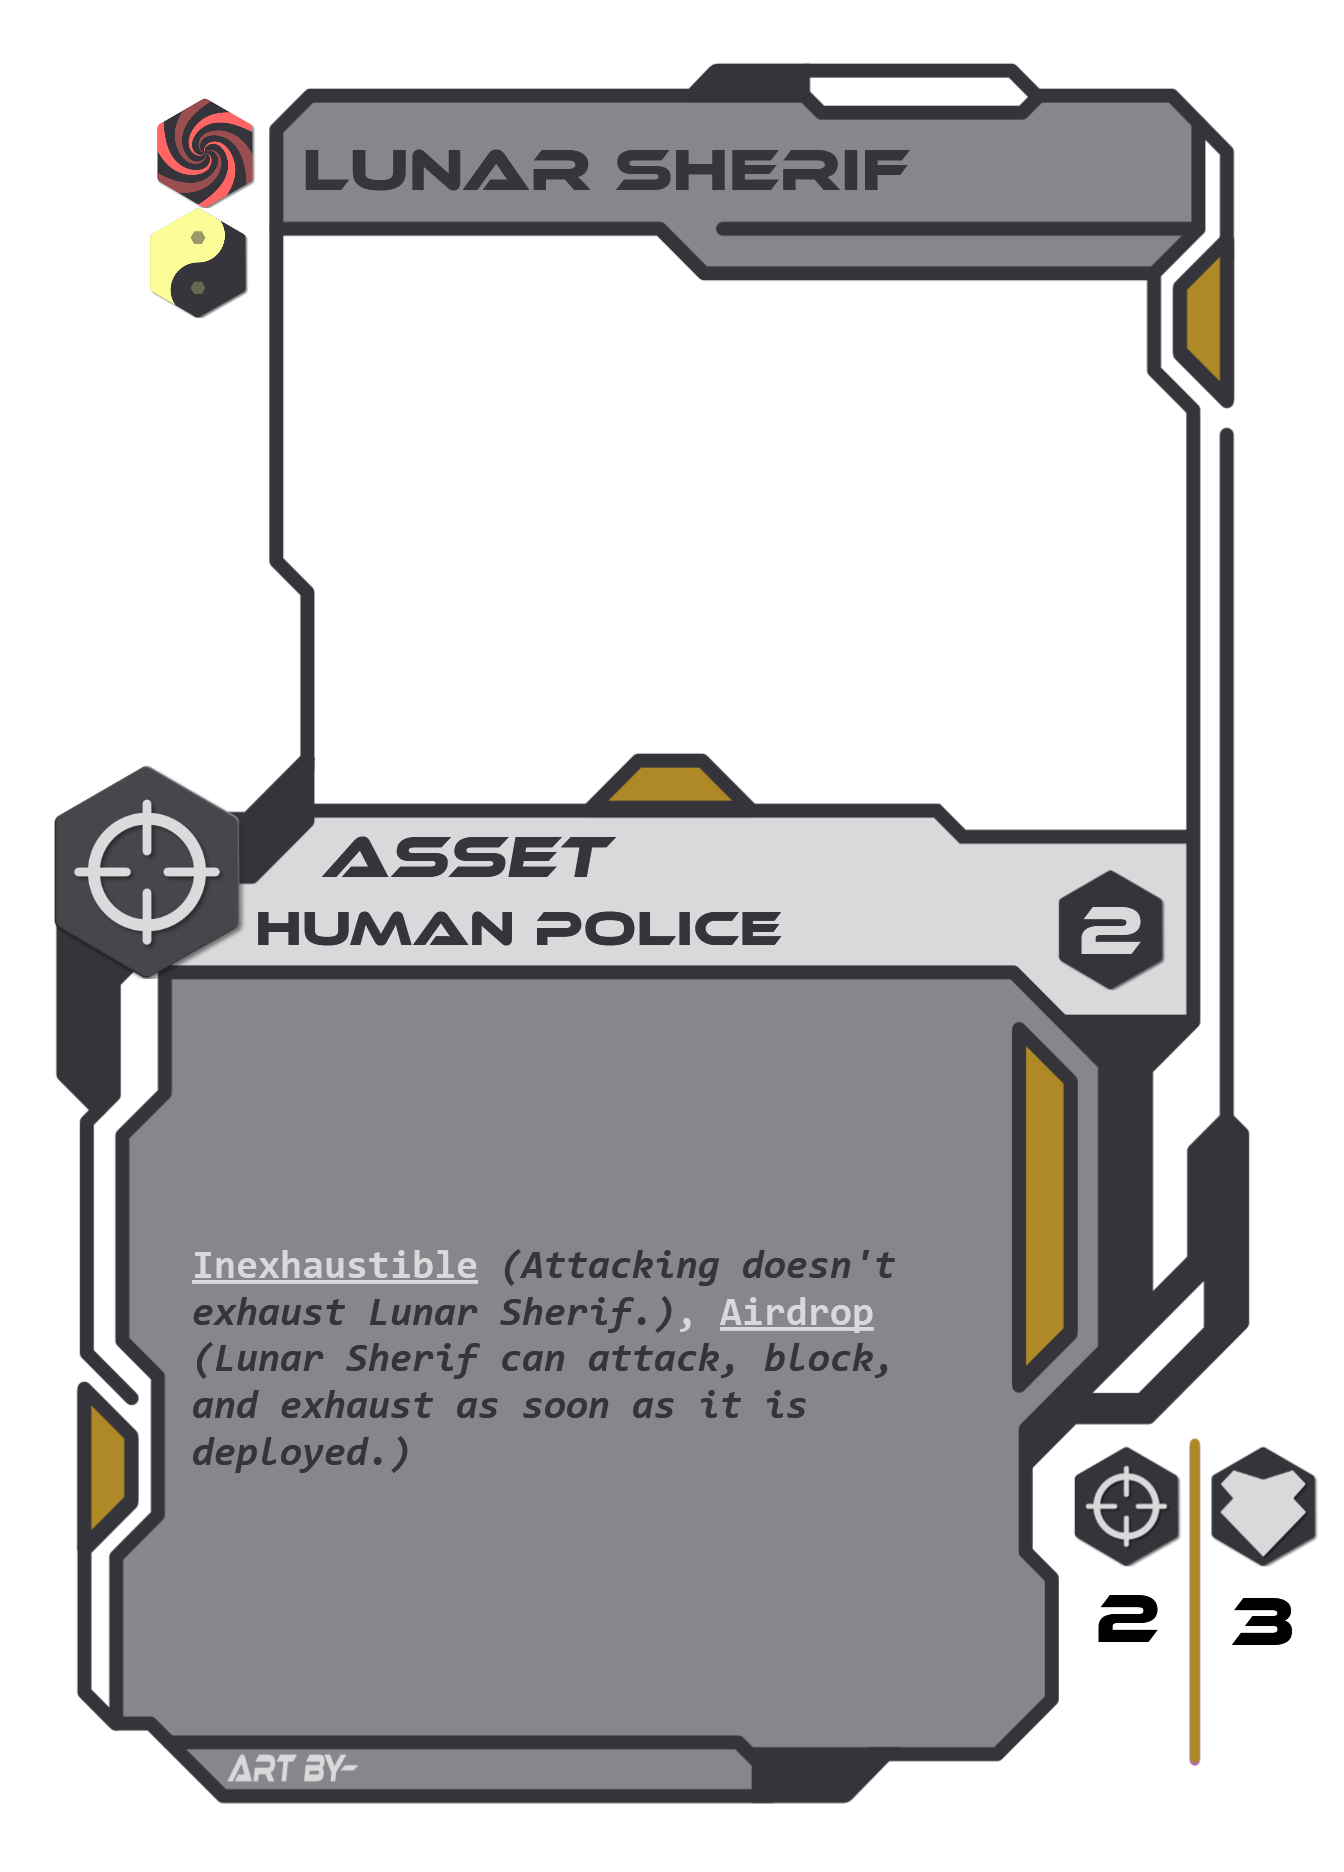 LUNAR SHERIF
ASSET
HUMAN POLICE
2
Inexhaustible (Attacking doesn't
exhaust Lunar Sherif.), Airdrop
(Lunar Sherif can attack, block,
and exhaust as soon as it is
deployed.)
2
3
ART BY-